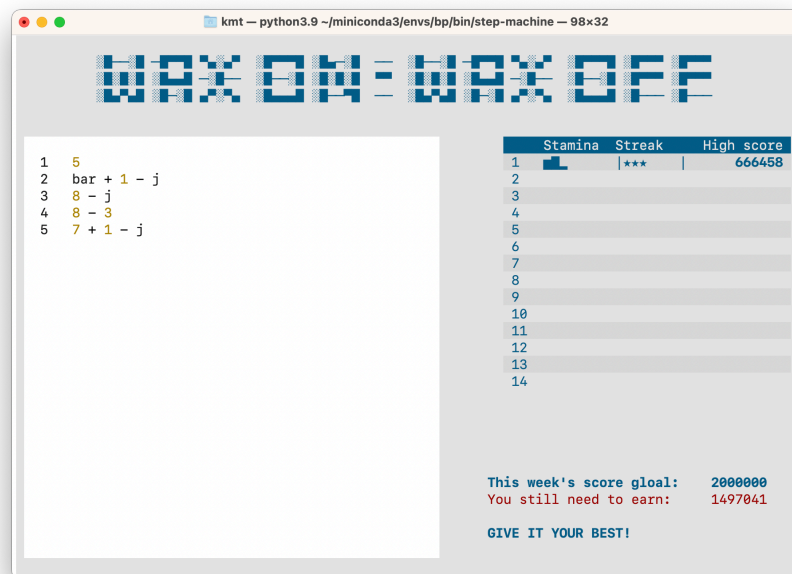 kmt — python3.9 ~/miniconda3/envs/bp/bin/step-machine — 98×32
WAX ON-WAX OFF
1 5
2 bar + 1 - j
3 8 - j
4 8 - 3
5 7 + 1 - j
Stamina Streak High score
1 |★★★ | 666458
2
3
4
5
6
7
8
9
10
11
12
13
14
This week's score gloal: 2000000
You still need to earn: 1497041
GIVE IT YOUR BEST!